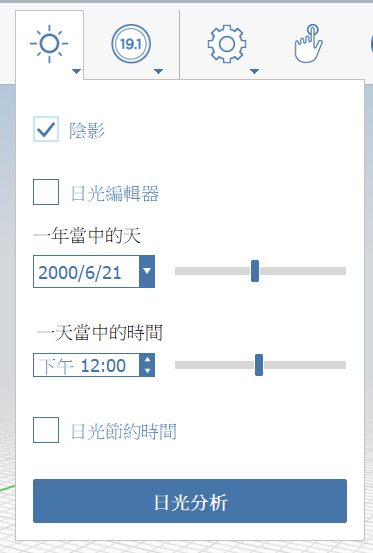 19.1
陰影
日光編輯器
一年當中的天
2000/6/21
一天當中的時間
下午 12:00
日光節約時間
日光分析